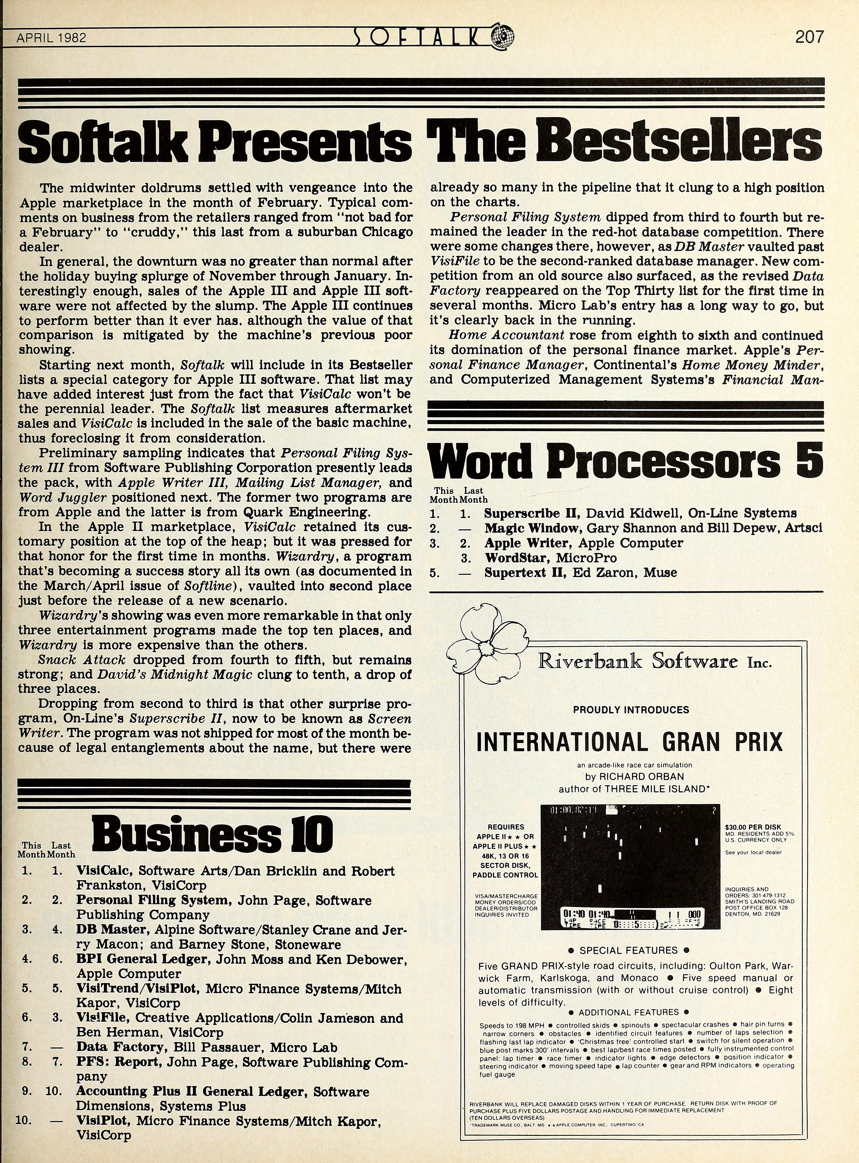 APRIL 1982
SOFTALK
207
Softalk Presents The Bestsellers
The midwinter doldrums settled with vengeance into the
Apple marketplace in the month of February. Typical com-
ments on business from the retailers ranged from “not bad for
a February” to “cruddy,” this last from a suburban Chicago
dealer.
In general, the downturn was no greater than normal after
the holiday buying splurge of November through January. In-
terestingly enough, sales of the Apple III and Apple III soft-
ware were not affected by the slump. The Apple III continues
to perform better than it ever has, although the value of that
comparison is mitigated by the machine's previous poor
showing.
Starting next month, Softalk will include in its Bestseller
lists a special category for Apple III software. That list may
have added interest just from the fact that VisiCalc won't be
the perennial leader. The Softalk list measures aftermarket
sales and VisiCalc is included in the sale of the basic machine,
thus foreclosing it from consideration.
Preliminary sampling indicates that Personal Filing Sys-
tem III from Software Publishing Corporation presently leads
the pack, with Apple Writer III, Mailing List Manager, and
Word Juggler positioned next. The former two programs are
from Apple and the latter is from Quark Engineering.
In the Apple II marketplace, VisiCalc retained its cus-
tomary position at the top of the heap; but it was pressed for
that honor for the first time in months. Wizardry, a program
that's becoming a success story all its own (as documented in
the March/April issue of Softline), vaulted into second place
just before the release of a new scenario.
Wizardry's showing was even more remarkable in that only
three entertainment programs made the top ten places, and
Wizardry is more expensive than the others.
Snack Attack dropped from fourth to fifth, but remains
strong; and David's Midnight Magic clung to tenth, a drop of
three places.
Dropping from second to third is that other surprise pro-
gram, On-Line's Superscribe II, now to be known as Screen
Writer. The program was not shipped for most of the month be-
cause of legal entanglements about the name, but there were
already so many in the pipeline that it clung to a high position
on the charts.
Personal Filing System dipped from third to fourth but re-
mained the leader in the red-hot database competition. There
were some changes there, however, as DB Master vaulted past
VisiFile to be the second-ranked database manager. New com-
petition from an old source also surfaced, as the revised Data
Factory reappeared on the Top Thirty list for the first time in
several months. Micro Lab's entry has a long way to go, but
it's clearly back in the running.
Home Accountant rose from eighth to sixth and continued
its domination of the personal finance market. Apple's Per-
sonal Finance Manager, Continental's Home Money Minder,
and Computerized Management Systems's Financial Man-
Business 10
This Last
Month Month
1. 1. VisiCalc, Software Arts/Dan Bricklin and Robert
Frankston, VisiCorp
2. 2. Personal Filing System, John Page, Software
Publishing Company
3. 4. DB Master, Alpine Software/Stanley Crane and Jer-
ry Macon; and Barney Stone, Stoneware
4. 6. BPI General Ledger, John Moss and Ken Debower,
Apple Computer
5. 5. VisiTrend/VisiPlot, Micro Finance Systems/Mitch
Kapor, VisiCorp
6. 3. VisiFile, Creative Applications/Colin Jameson and
Ben Herman, VisiCorp
7. — Data Factory, Bill Passauer, Micro Lab
8. 7. PFS: Report, John Page, Software Publishing Com-
pany
9. 10. Accounting Plus II General Ledger, Software
Dimensions, Systems Plus
10. — VisiPlot, Micro Finance Systems/Mitch Kapor,
VisiCorp
Word Processors 5
This Last
Month Month
1. 1. Superscribe II, David Kidwell, On-Line Systems
2. — Magic Window, Gary Shannon and Bill Depew, Artsci
3. 2. Apple Writer, Apple Computer
3. WordStar, MicroPro
5. — Supertext II, Ed Zaron, Muse
Riverbank Software Inc.
PROUDLY INTRODUCES
INTERNATIONAL GRAN PRIX
an arcade-like race car simulation
by RICHARD ORBAN
author of THREE MILE ISLAND*
REQUIRES
APPLE II★★ OR
APPLE II PLUS★★
48K, 13 OR 16
SECTOR DISK,
PADDLE CONTROL
VISA/MASTERCHARGE
MONEY ORDERS/COD
DEALER/DISTRIBUTOR
INQUIRIES INVITED
01:40 01:40
LAP RACE
TIME TIME
$30.00 PER DISK
MD. RESIDENTS ADD 5%
U.S. CURRENCY ONLY
See your local dealer
INQUIRIES AND
ORDERS: 301-479-1312
SMITH'S LANDING ROAD
POST OFFICE BOX 128
DENTON, MD. 21629
● SPECIAL FEATURES ●
Five GRAND PRIX-style road circuits, including: Oulton Park, War-
wick Farm, Karlskoga, and Monaco ● Five speed manual or
automatic transmission (with or without cruise control) ● Eight
levels of difficulty.
● ADDITIONAL FEATURES ●
Speeds to 198 MPH ● controlled skids ● spinouts ● spectacular crashes ● hair pin turns ●
narrow corners ● obstacles ● identified circuit features ● number of laps selection ●
flashing last lap indicator ● 'Christmas tree' controlled start ● switch for silent operation ●
blue post marks 300' intervals ● best lap/best race times posted ● fully instrumented control
panel: lap timer ● race timer ● indicator lights ● edge detectors ● position indicator ●
steering indicator ● moving speed tape ● lap counter ● gear and RPM indicators ● operating
fuel gauge
RIVERBANK WILL REPLACE DAMAGED DISKS WITHIN 1 YEAR OF PURCHASE. RETURN DISK WITH PROOF OF
PURCHASE PLUS FIVE DOLLARS POSTAGE AND HANDLING FOR IMMEDIATE REPLACEMENT
(TEN DOLLARS OVERSEAS)
*TRADEMARK MUSE CO., BALT. MD. ★★APPLE COMPUTER, INC., CUPERTINO, CA.